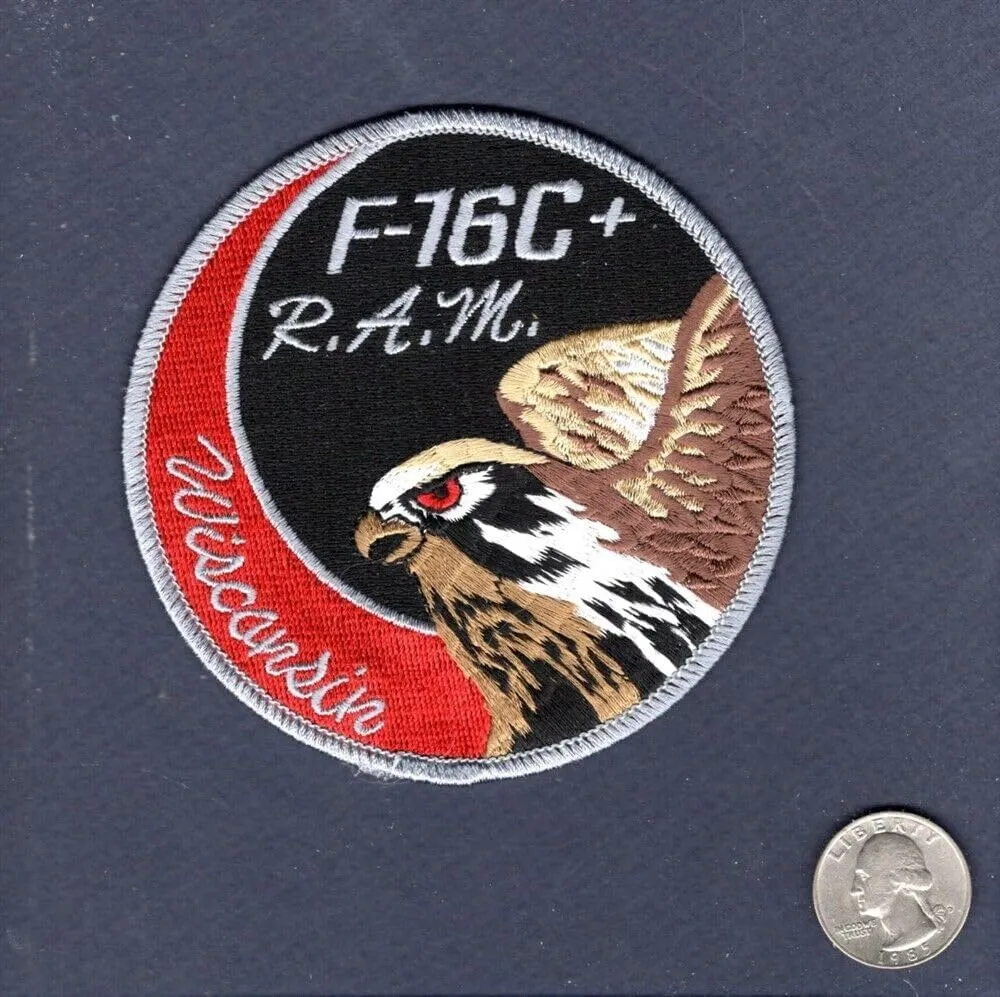 F-16C+
R.A.M.
Wisconsin
LIBERTY
IN GOD WE
TRUST
1985